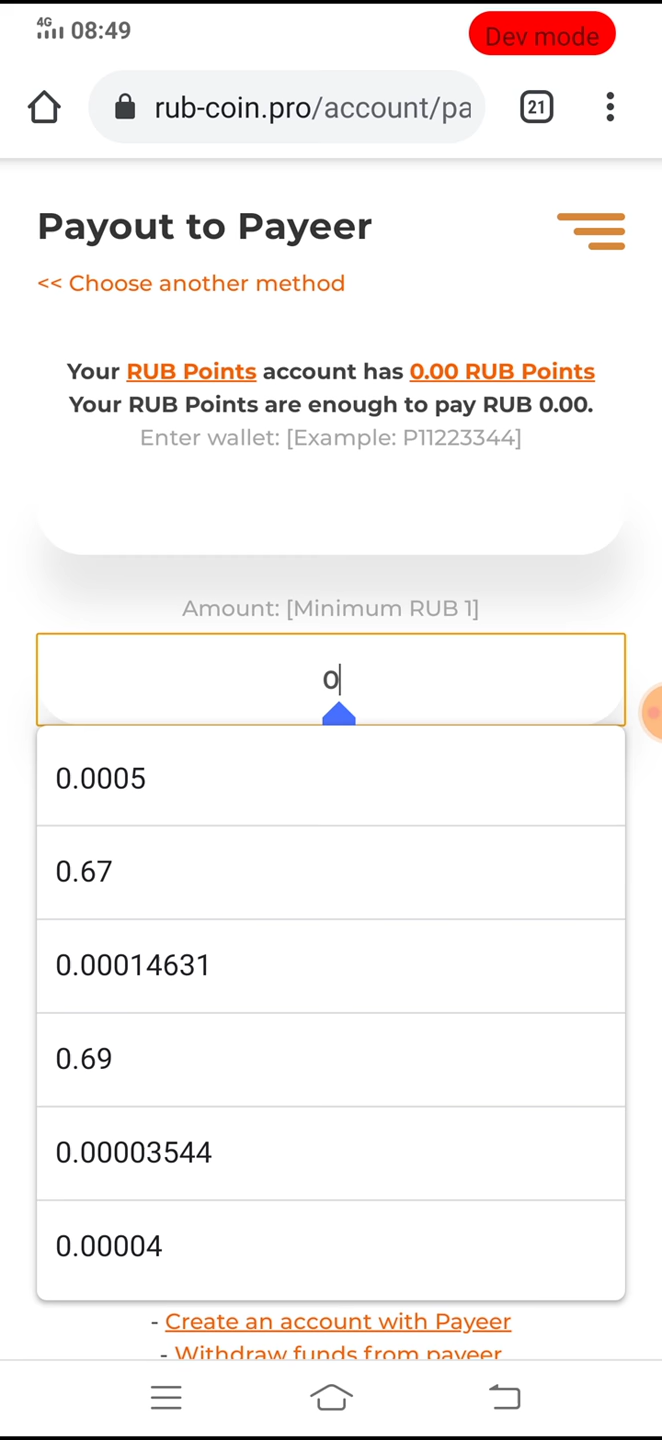 4G 08:49
Dev mode
rub-coin.pro/account/pa
21
Payout to Payeer
<< Choose another method
Your RUB Points account has 0.00 RUB Points
Your RUB Points are enough to pay RUB 0.00.
Enter wallet: [Example: P11223344]
Amount: [Minimum RUB 1]
0
0.0005
0.67
0.00014631
0.69
0.00003544
0.00004
- Create an account with Payeer
- Withdraw funds from payeer